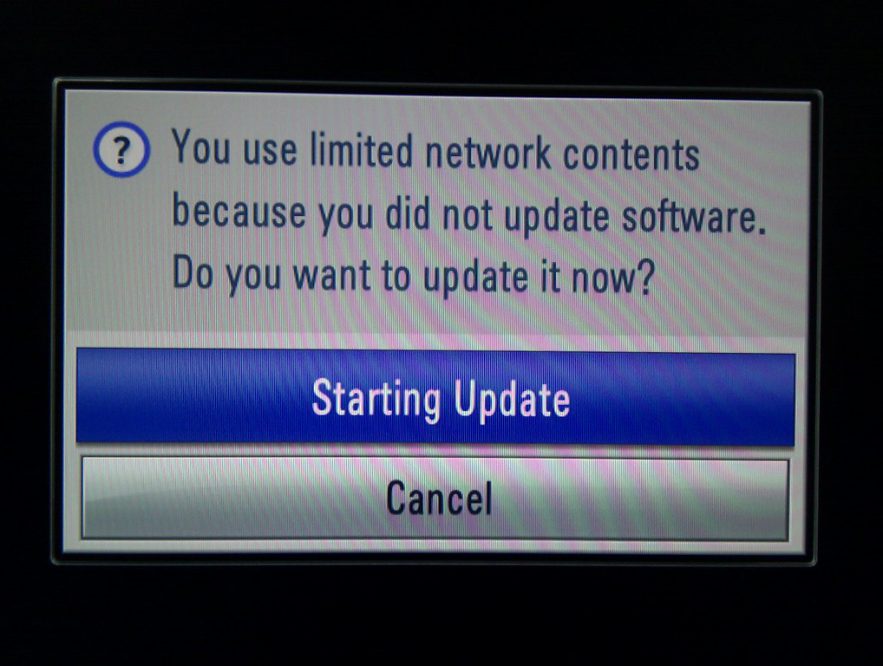 ?
You use limited network contents
because you did not update software.
Do you want to update it now?
Starting Update
Cancel